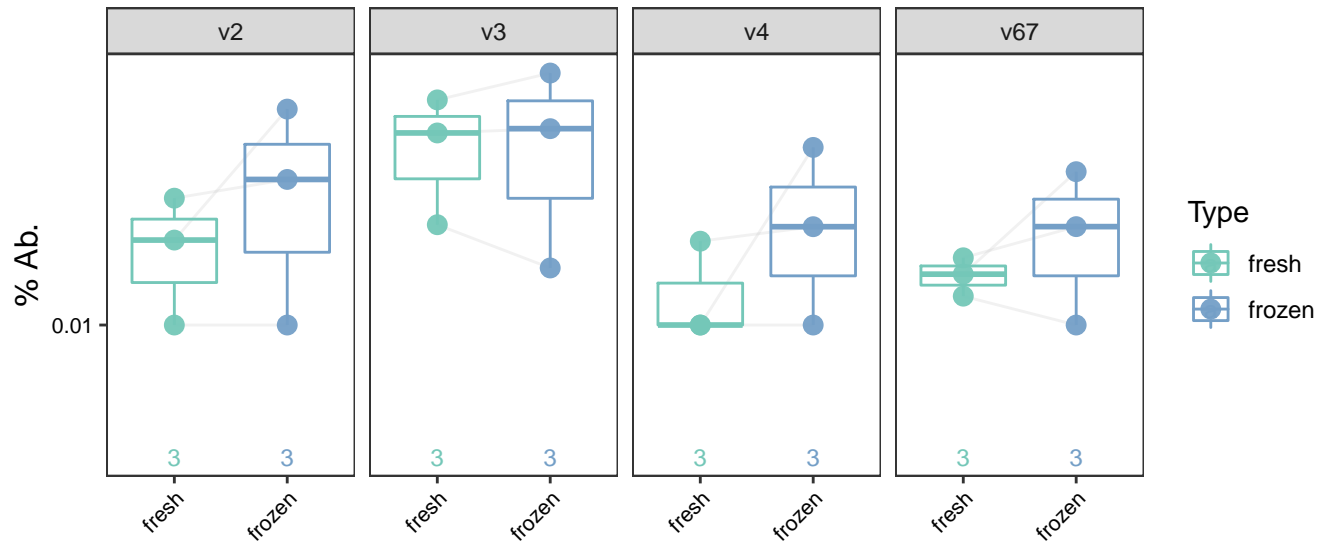 v2 v3 v4 v67
% Ab.
0.01
3 3 3 3 3 3 3 3
fresh frozen fresh frozen fresh frozen fresh frozen
Type
fresh
frozen